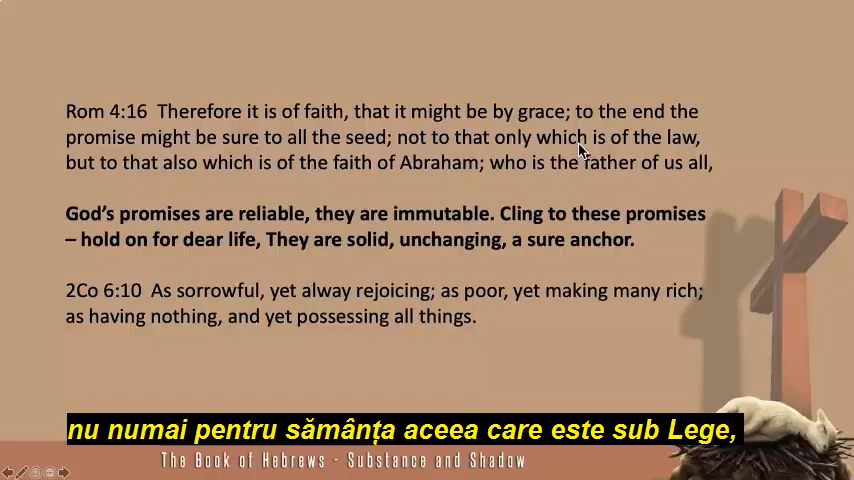 Rom 4:16  Therefore it is of faith, that it might be by grace; to the end the
promise might be sure to all the seed; not to that only which is of the law,
but to that also which is of the faith of Abraham; who is the father of us all,
God’s promises are reliable, they are immutable. Cling to these promises
– hold on for dear life, They are solid, unchanging, a sure anchor.
2Co 6:10  As sorrowful, yet alway rejoicing; as poor, yet making many rich;
as having nothing, and yet possessing all things.
nu numai pentru sămânța aceea care este sub Lege,
The Book of Hebrews - Substance and Shadow